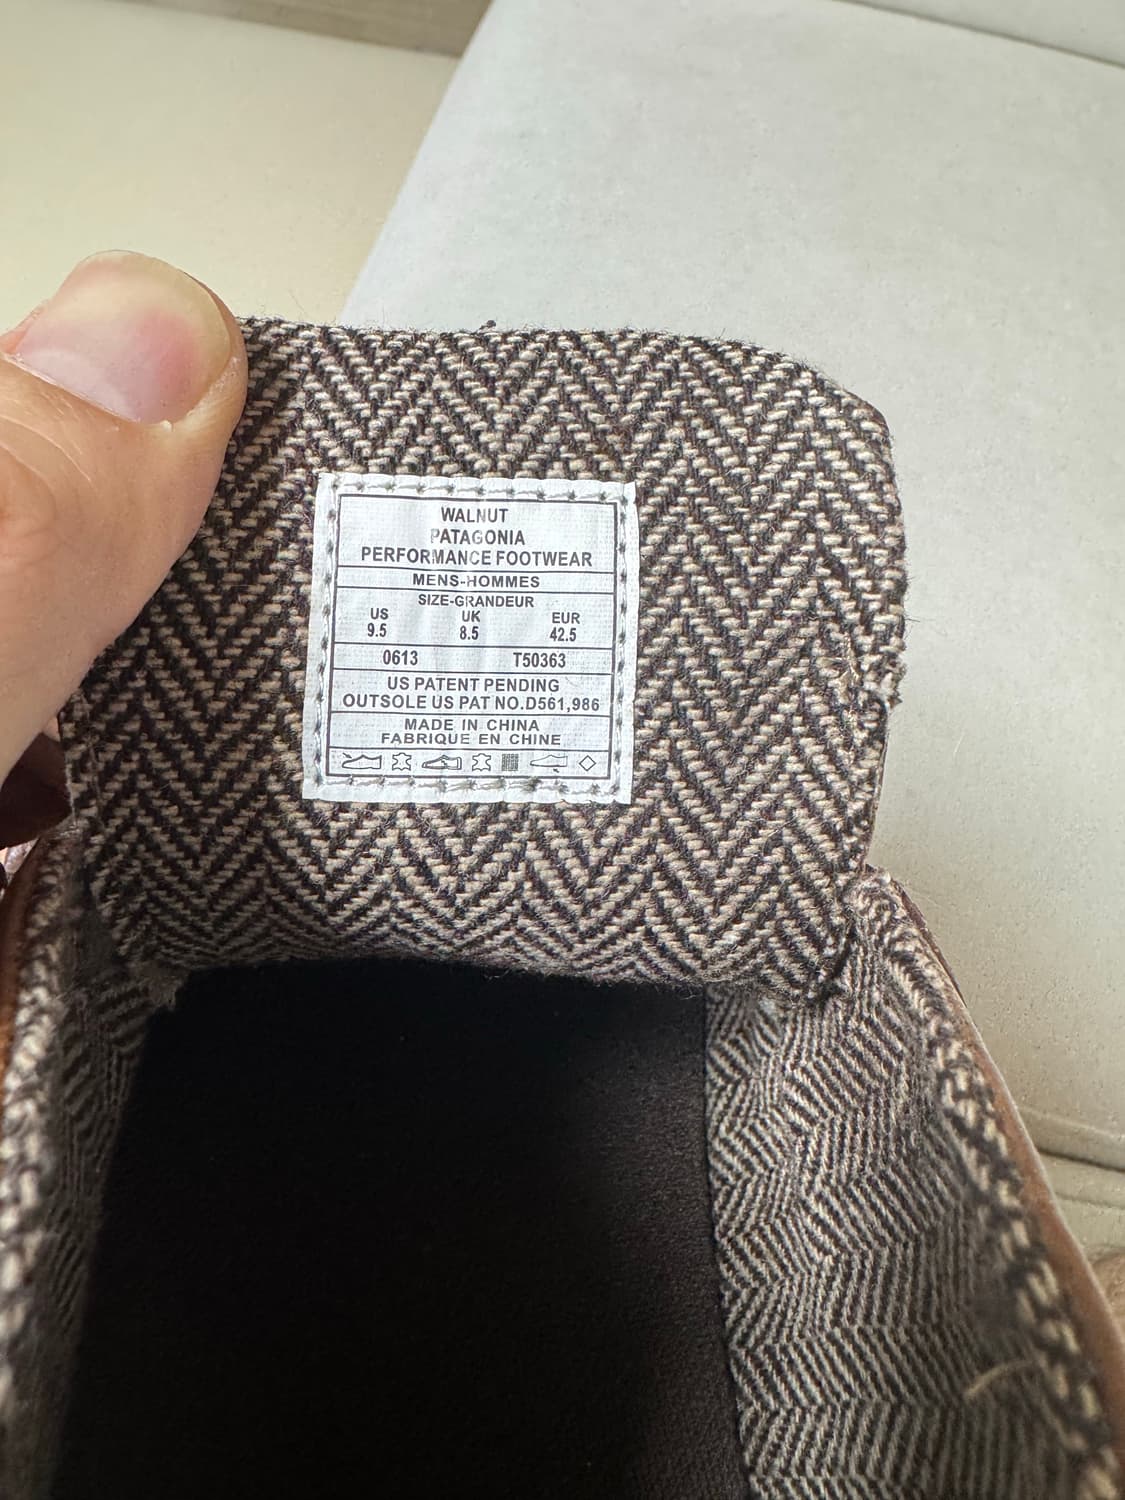 WALNUT
PATAGONIA
PERFORMANCE FOOTWEAR
MENS-HOMMES
SIZE-GRANDEUR
US UK EUR
9.5 8.5 42.5
0613 T50363
US PATENT PENDING
OUTSOLE US PAT NO.D561,986
MADE IN CHINA
FABRIQUE EN CHINE